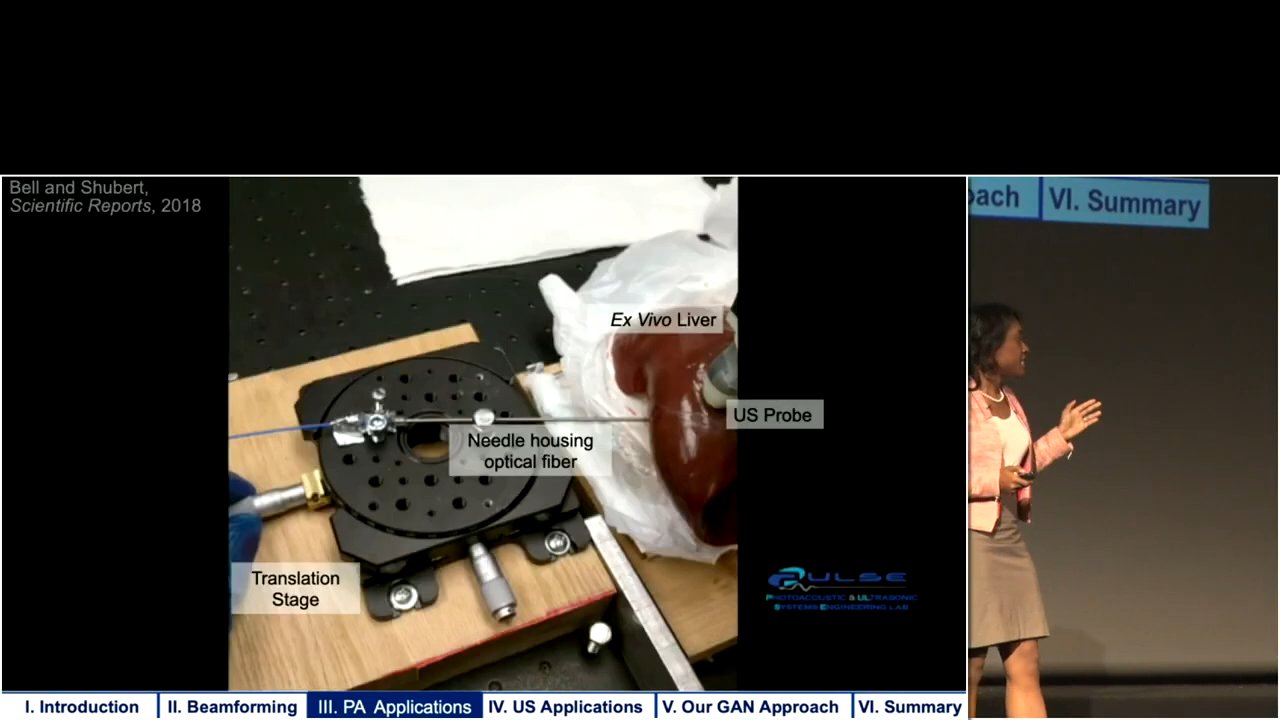 Bell and Shubert,
Scientific Reports, 2018
Ex Vivo Liver
US Probe
Needle housing
optical fiber
Translation
Stage
PULSE
PHOTOACOUSTIC & ULTRASONIC
SYSTEMS ENGINEERING LAB
I. Introduction
II. Beamforming
III. PA Applications
IV. US Applications
V. Our GAN Approach
VI. Summary
oach
VI. Summary